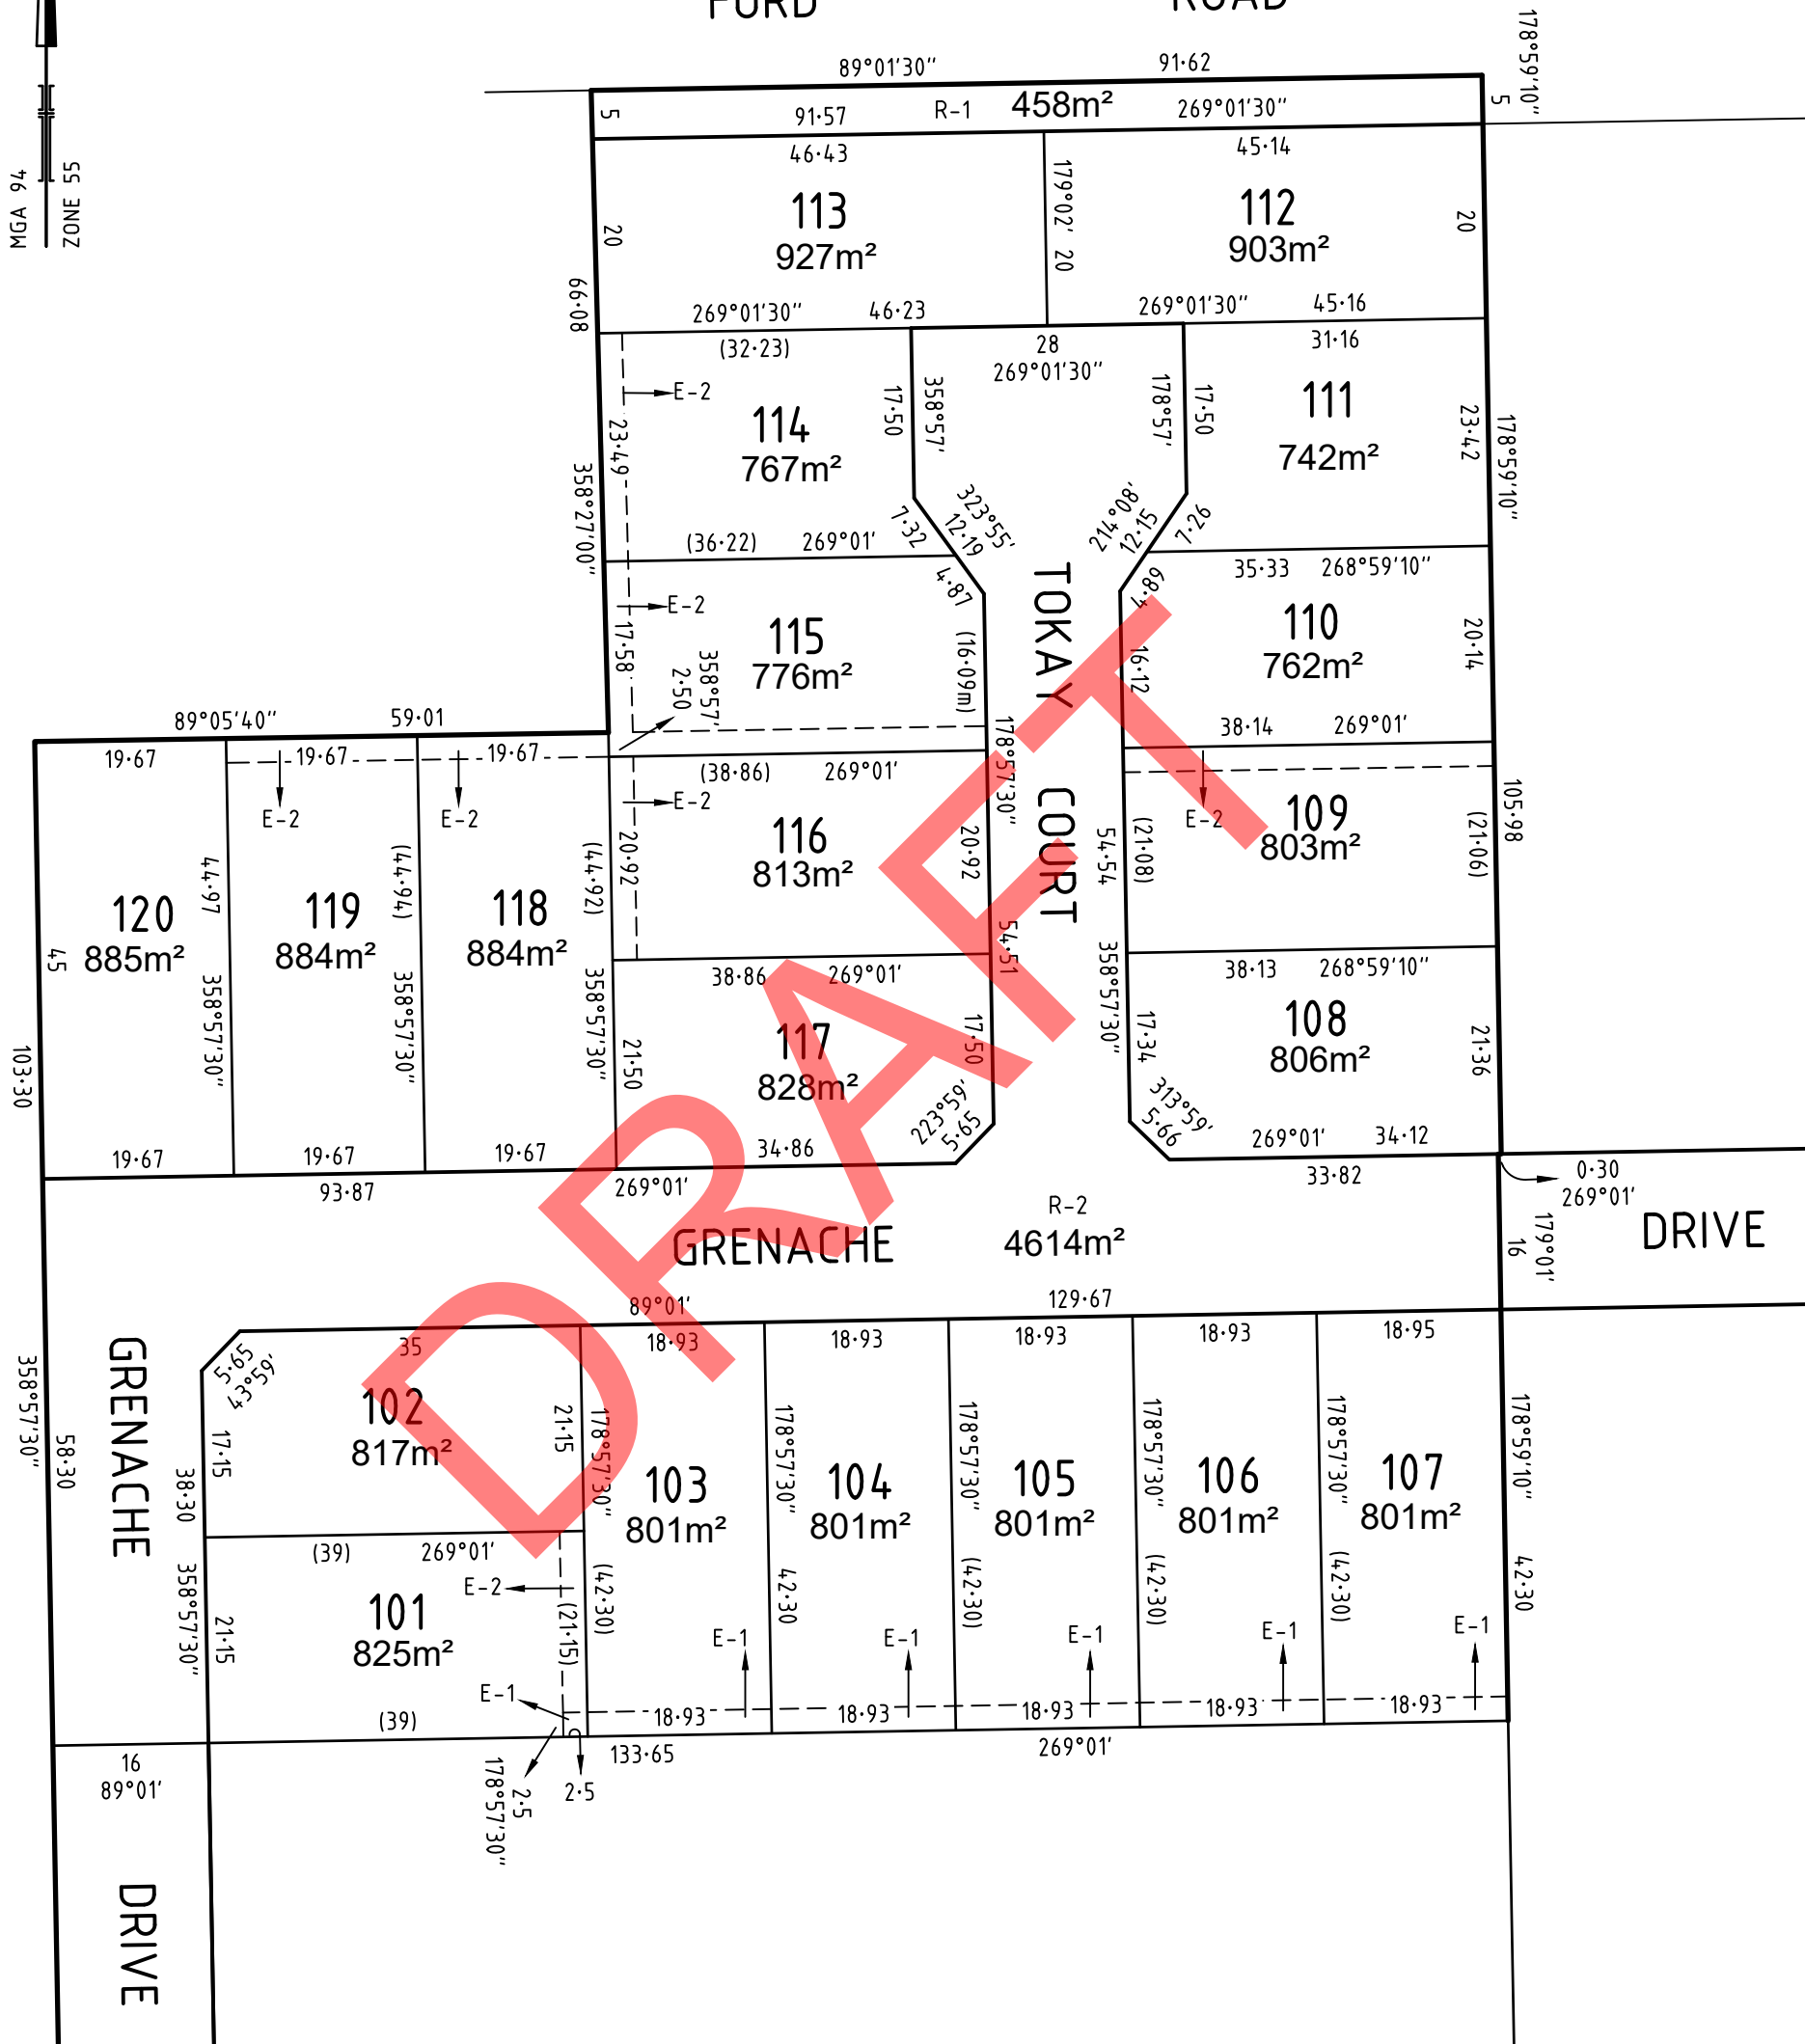 FORD ROAD
178°59'10"
89°01'30" 91·62
5 91·57 R-1 458m² 269°01'30" 5
46·43 45·14
ZONE 55
MGA 94
113
927m²
20
179°02' 20
112
903m²
20
66·08
269°01'30" 46·23
269°01'30" 45·16
(32·23)
28
269°01'30"
31·16
E-2
114
767m²
17·50
358°57'
178°57'
17·50
111
742m²
23·42
178°59'10"
23·49
358°27'00"
7·32
323°55'
12·19
214°08'
12·15
7·26
(36·22) 269°01'
35·33 268°59'10"
4·87
4·89
E-2
17·58
115
776m²
(16·09m)
358°57'
2·50
TOKAY COURT
16·12
110
762m²
20·14
89°05'40" 59·01
38·14 269°01'
19·67 19·67 19·67
(38·86) 269°01'
178°57'30"
105·98
E-2 E-2
E-2
E-2
116
813m²
20·92
20·92
54·54
(21·08)
109
803m²
(21·06)
120
885m²
45
44·97
358°57'30"
119
884m²
(44·94)
358°57'30"
118
884m²
(44·92)
358°57'30"
38·86 269°01'
54·51
358°57'30"
38·13 268°59'10"
103·30
21·50
117
828m²
17·50
17·34
108
806m²
21·36
223°59'
5·65
313°59'
5·66
19·67 19·67 19·67
34·86
269°01' 34·12
93·87
269°01'
33·82
0·30
269°01'
R-2
4614m²
GRENACHE
DRIVE
16
179°01'
89°01' 129·67
35 18·93 18·93 18·93 18·93 18·95
5·65
43°59'
358°57'30"
58·30
GRENACHE
DRIVE
17·15
38·30
358°57'30"
102
817m²
21·15
178°57'30"
103
801m²
(42·30)
178°57'30"
42·30
104
801m²
178°57'30"
(42·30)
105
801m²
178°57'30"
(42·30)
106
801m²
178°57'30"
(42·30)
107
801m²
178°59'10"
42·30
(39) 269°01'
E-2
101
825m²
21·15
(21·15)
E-1
E-1 E-1 E-1 E-1 E-1
(39)
18·93 18·93 18·93 18·93 18·93
133·65 269°01'
16
89°01'
2·5
178°57'30"
2·5
DRAFT